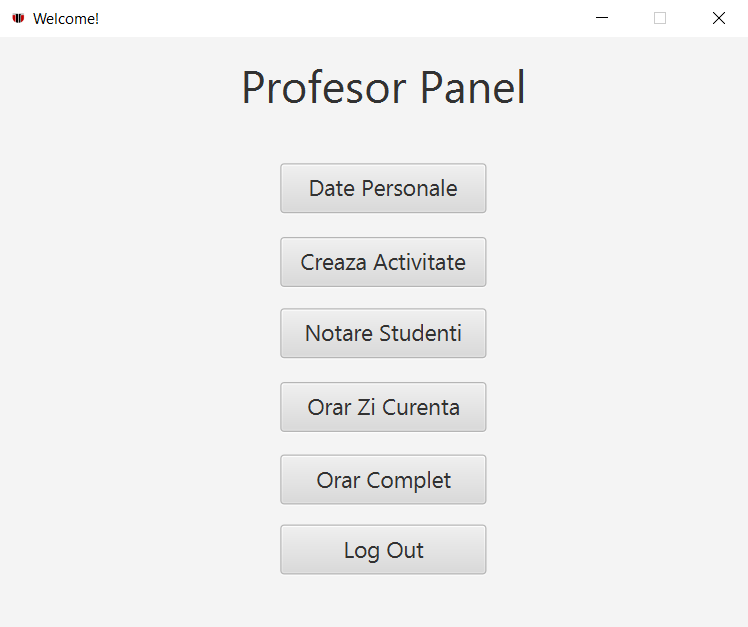 Welcome!
Profesor Panel
Date Personale
Creaza Activitate
Notare Studenti
Orar Zi Curenta
Orar Complet
Log Out